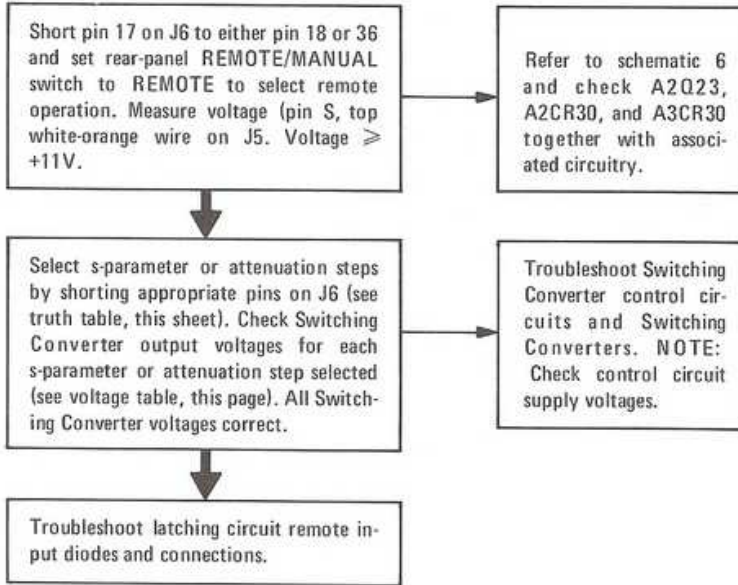 Short pin 17 on J6 to either pin 18 or 36
and set rear-panel REMOTE/MANUAL
switch to REMOTE to select remote
operation. Measure voltage (pin S, top
white-orange wire on J5. Voltage ⩾
+11V.
Refer to schematic 6
and check A2Q23,
A2CR30, and A3CR30
together with associ-
ated circuitry.
Select s-parameter or attenuation steps
by shorting appropriate pins on J6 (see
truth table, this sheet). Check Switching
Converter output voltages for each
s-parameter or attenuation step selected
(see voltage table, this page). All Switch-
ing Converter voltages correct.
Troubleshoot Switching
Converter control cir-
cuits and Switching
Converters. NOTE:
Check control circuit
supply voltages.
Troubleshoot latching circuit remote in-
put diodes and connections.